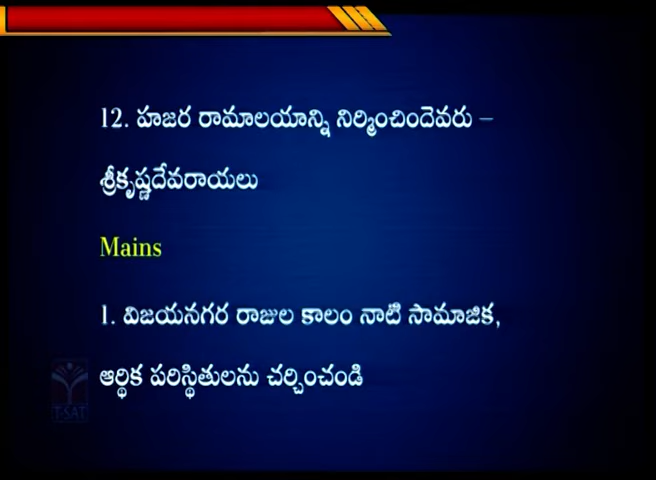 12. హజర రామాలయాన్ని నిర్మించిందెవరు –
శ్రీకృష్ణదేవరాయలు
Mains
1. విజయనగర రాజుల కాలం నాటి సామాజిక,
ఆర్థిక పరిస్థితులను చర్చించండి
T-SAT